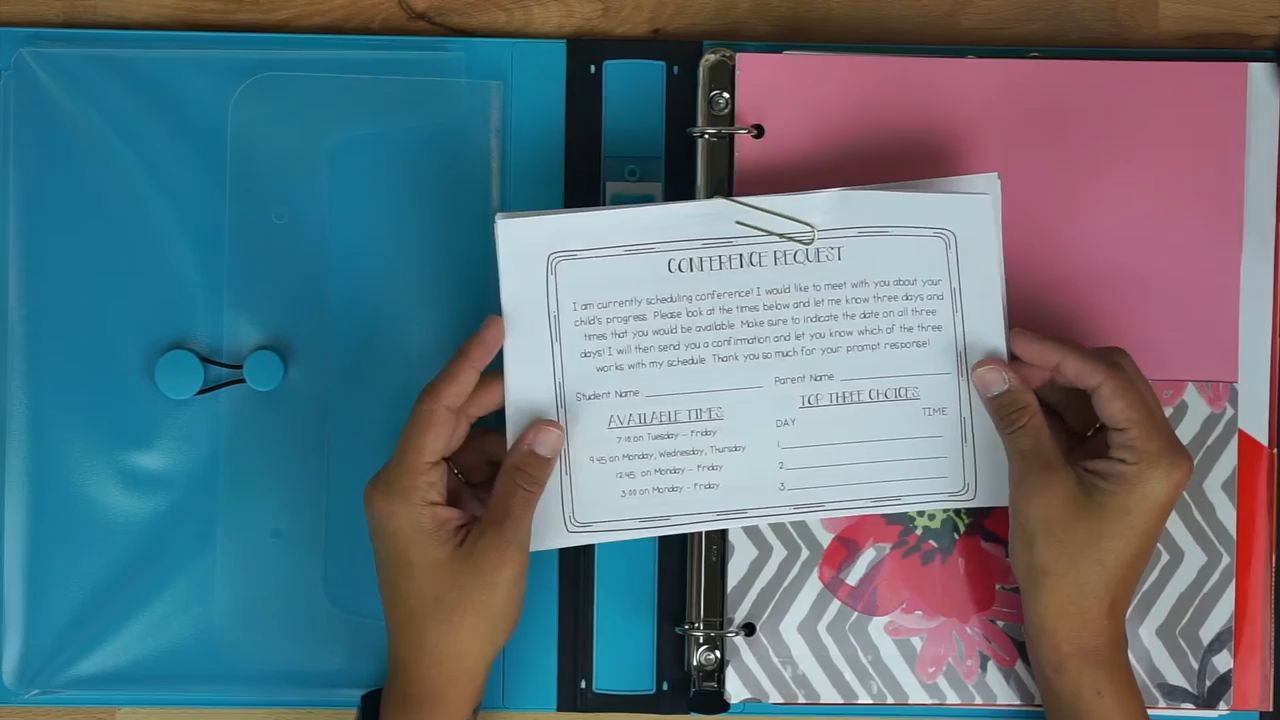 CONFERENCE REQUEST
I am currently scheduling conference! I would like to meet with you about your
child's progress. Please look at the times below and let me know three days and
times that you would be available. Make sure to indicate the date on all three
days! I will then send you a confirmation and let you know which of the three
works with my schedule. Thank you so much for your prompt response!
Student Name Parent Name
AVAILABLE TIMES TOP THREE CHOICES
DAY TIME
7:10 on Tuesday - Friday
1.
9:45 on Monday, Wednesday, Thursday
2.
12:45 on Monday - Friday
3.
3:00 on Monday - Friday